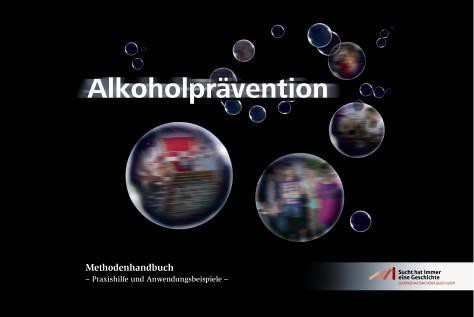 Alkoholprävention
Methodenhandbuch
– Praxishilfe und Anwendungsbeispiele –
Sucht hat immer
eine Geschichte